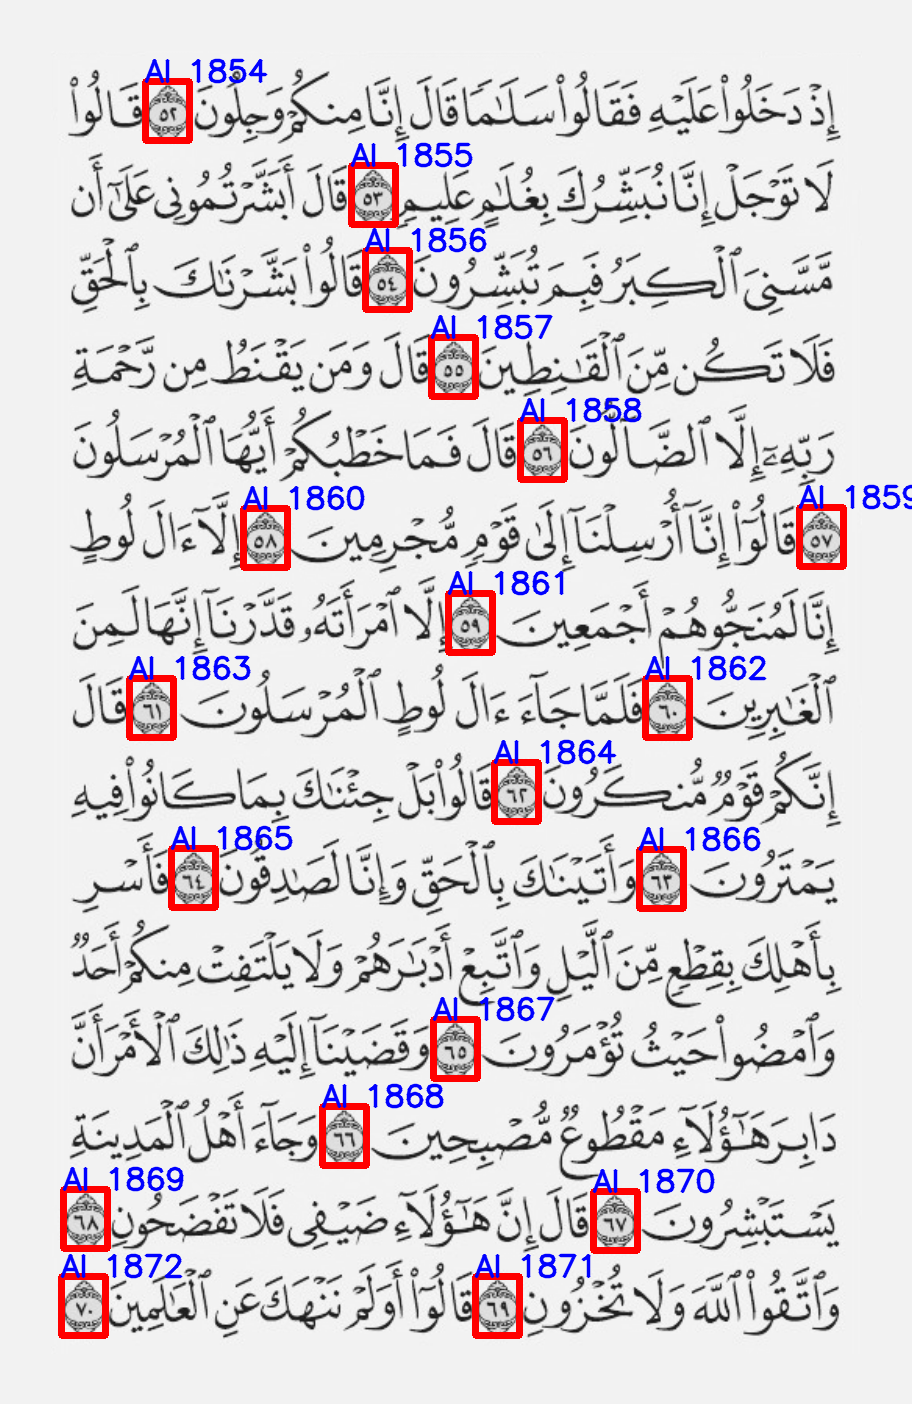 AI 1854
إِذْ دَخَلُوا۟ عَلَيْهِ فَقَالُوا۟ سَلَـٰمًا قَالَ إِنَّا مِنكُمْ وَجِلُونَ ٥٢ قَالُوا۟
AI 1855
لَا تَوْجَلْ إِنَّا نُبَشِّرُكَ بِغُلَـٰمٍ عَلِيمٍ ٥٣ قَالَ أَبَشَّرْتُمُونِى عَلَىٰٓ أَن
AI 1856
مَّسَّنِىَ ٱلْكِبَرُ فَبِمَ تُبَشِّرُونَ ٥٤ قَالُوا۟ بَشَّرْنَـٰكَ بِٱلْحَقِّ
AI 1857
فَلَا تَكُن مِّنَ ٱلْقَـٰنِطِينَ ٥٥ قَالَ وَمَن يَقْنَطُ مِن رَّحْمَةِ
AI 1858
رَبِّهِۦٓ إِلَّا ٱلضَّآلُّونَ ٥٦ قَالَ فَمَا خَطْبُكُمْ أَيُّهَا ٱلْمُرْسَلُونَ
AI 1859 AI 1860
٥٧ قَالُوٓا۟ إِنَّآ أُرْسِلْنَآ إِلَىٰ قَوْمٍ مُّجْرِمِينَ ٥٨ إِلَّآ ءَالَ لُوطٍ
AI 1861
إِنَّا لَمُنَجُّوهُمْ أَجْمَعِينَ ٥٩ إِلَّا ٱمْرَأَتَهُۥ قَدَّرْنَآ إِنَّهَا لَمِنَ
AI 1862 AI 1863
ٱلْغَـٰبِرِينَ ٦٠ فَلَمَّا جَآءَ ءَالَ لُوطٍ ٱلْمُرْسَلُونَ ٦١ قَالَ
AI 1864
إِنَّكُمْ قَوْمٌ مُّنكَرُونَ ٦٢ قَالُوا۟ بَلْ جِئْنَـٰكَ بِمَا كَانُوا۟ فِيهِ
AI 1866 AI 1865
يَمْتَرُونَ ٦٣ وَأَتَيْنَـٰكَ بِٱلْحَقِّ وَإِنَّا لَصَـٰدِقُونَ ٦٤ فَأَسْرِ
بِأَهْلِكَ بِقِطْعٍ مِّنَ ٱلَّيْلِ وَٱتَّبِعْ أَدْبَـٰرَهُمْ وَلَا يَلْتَفِتْ مِنكُمْ أَحَدٌ
AI 1867
وَٱمْضُوا۟ حَيْثُ تُؤْمَرُونَ ٦٥ وَقَضَيْنَآ إِلَيْهِ ذَٰلِكَ ٱلْأَمْرَ أَنَّ
AI 1868
دَابِرَ هَـٰٓؤُلَآءِ مَقْطُوعٌ مُّصْبِحِينَ ٦٦ وَجَآءَ أَهْلُ ٱلْمَدِينَةِ
AI 1870 AI 1869
يَسْتَبْشِرُونَ ٦٧ قَالَ إِنَّ هَـٰٓؤُلَآءِ ضَيْفِى فَلَا تَفْضَحُونِ ٦٨
AI 1871 AI 1872
وَٱتَّقُوا۟ ٱللَّهَ وَلَا تُخْزُونِ ٦٩ قَالُوٓا۟ أَوَلَمْ نَنْهَكَ عَنِ ٱلْعَـٰلَمِينَ ٧٠